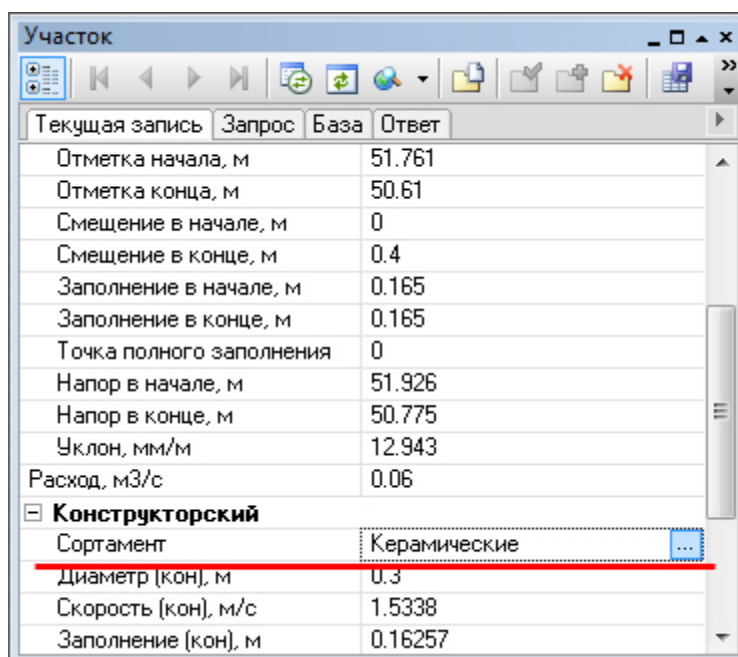 Участок
Текущая запись Запрос База Ответ
Отметка начала, м 51.761
Отметка конца, м 50.61
Смещение в начале, м 0
Смещение в конце, м 0.4
Заполнение в начале, м 0.165
Заполнение в конце, м 0.165
Точка полного заполнения 0
Напор в начале, м 51.926
Напор в конце, м 50.775
Уклон, мм/м 12.943
Расход, м3/с 0.06
Конструкторский
Сортамент Керамические ...
Диаметр (кон), м 0.3
Скорость (кон), м/с 1.5338
Заполнение (кон), м 0.16257